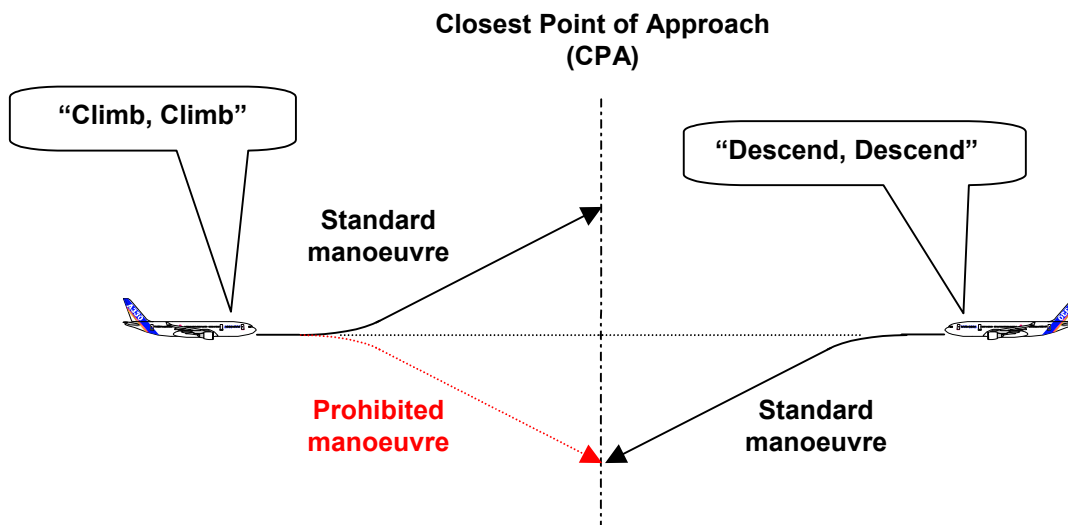 Closest Point of Approach
(CPA)
“Climb, Climb”
“Descend, Descend”
Standard
manoeuvre
Prohibited
manoeuvre
Standard
manoeuvre